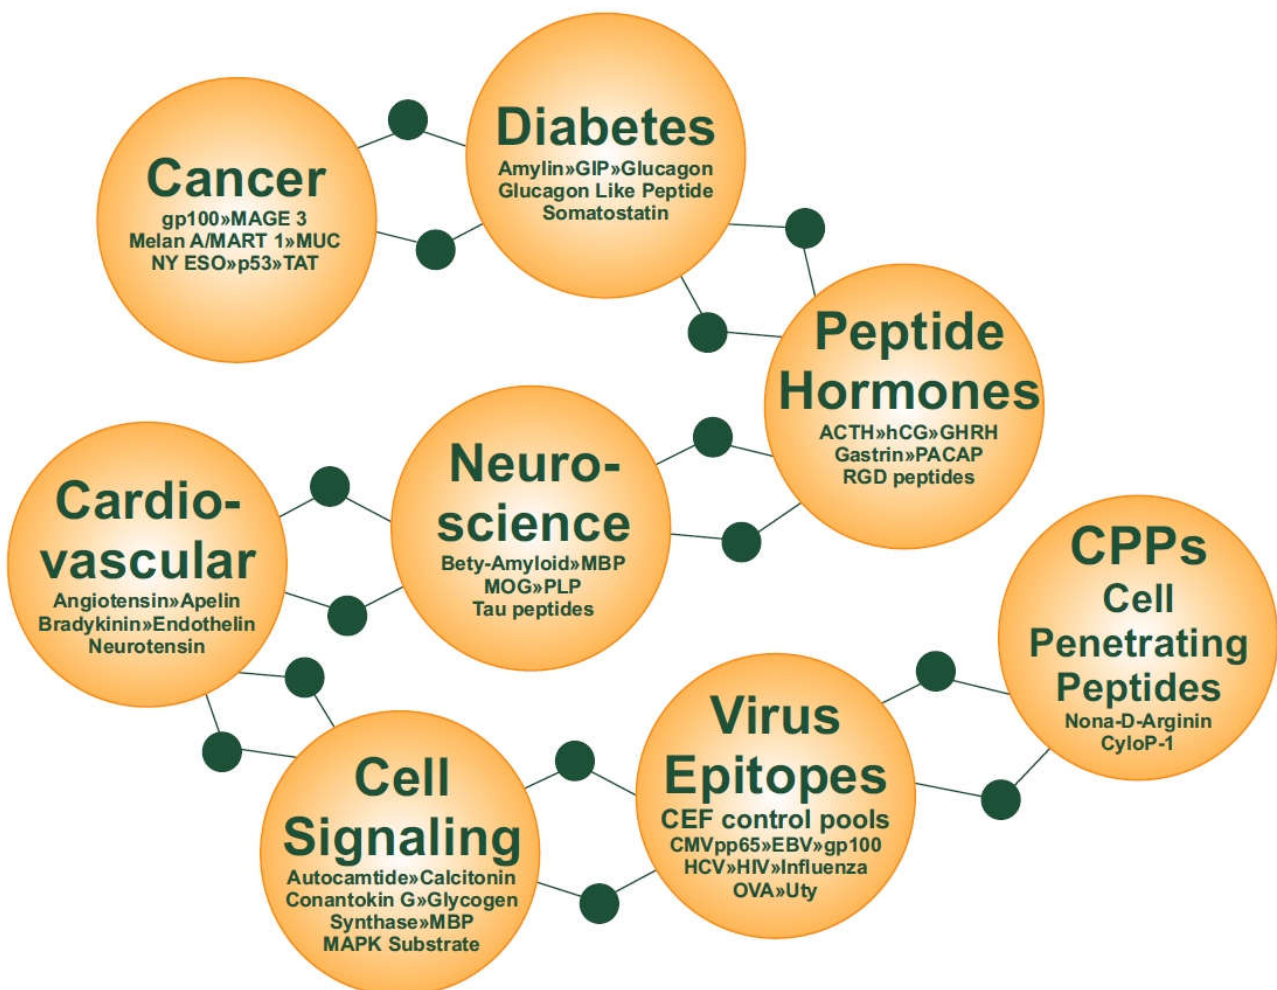 Cancer
gp100»MAGE 3
Melan A/MART 1»MUC
NY ESO»p53»TAT
Diabetes
Amylin»GIP»Glucagon
Glucagon Like Peptide
Somatostatin
Peptide
Hormones
ACTH»hCG»GHRH
Gastrin»PACAP
RGD peptides
Neuro-
science
Bety-Amyloid»MBP
MOG»PLP
Tau peptides
Cardio-
vascular
Angiotensin»Apelin
Bradykinin»Endothelin
Neurotensin
Cell
Signaling
Autocamtide»Calcitonin
Conantokin G»Glycogen
Synthase»MBP
MAPK Substrate
Virus
Epitopes
CEF control pools
CMVpp65»EBV»gp100
HCV»HIV»Influenza
OVA»Uty
CPPs
Cell
Penetrating
Peptides
Nona-D-Arginin
CyloP-1